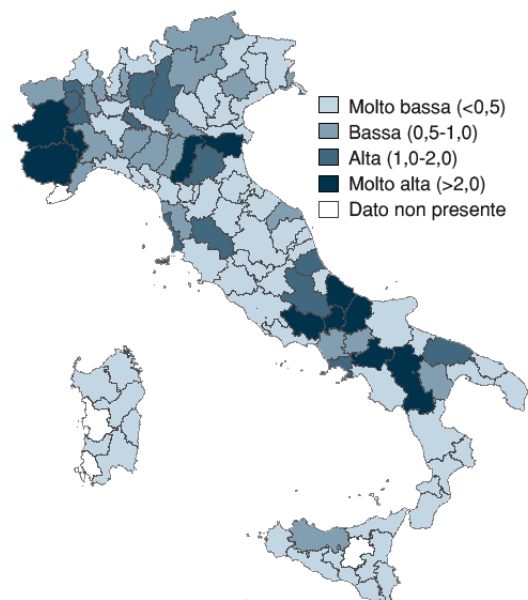 Molto bassa (<0,5)
Bassa (0,5-1,0)
Alta (1,0-2,0)
Molto alta (>2,0)
Dato non presente